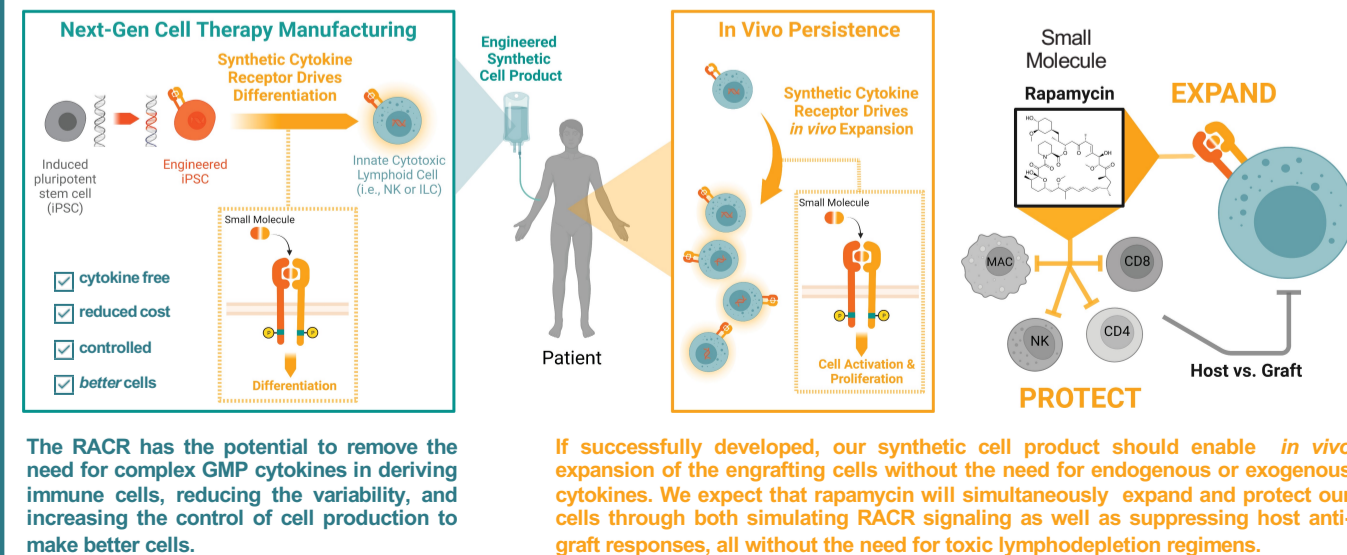 Next-Gen Cell Therapy Manufacturing
Synthetic Cytokine
Receptor Drives
Differentiation
Induced
pluripotent
stem cell
(iPSC)
Engineered
iPSC
Innate Cytotoxic
Lymphoid Cell
(i.e., NK or ILC)
Small Molecule
P
P
Differentiation
cytokine free
reduced cost
controlled
better cells
Engineered
Synthetic
Cell Product
Patient
In Vivo Persistence
Synthetic Cytokine
Receptor Drives
in vivo Expansion
Small Molecule
P
P
Cell Activation &
Proliferation
Small
Molecule
Rapamycin
EXPAND
MAC
CD8
NK
CD4
PROTECT
Host vs. Graft
The RACR has the potential to remove the
need for complex GMP cytokines in deriving
immune cells, reducing the variability, and
increasing the control of cell production to
make better cells.
If successfully developed, our synthetic cell product should enable in vivo
expansion of the engrafting cells without the need for endogenous or exogenous
cytokines. We expect that rapamycin will simultaneously expand and protect our
cells through both simulating RACR signaling as well as suppressing host anti-
graft responses, all without the need for toxic lymphodepletion regimens.